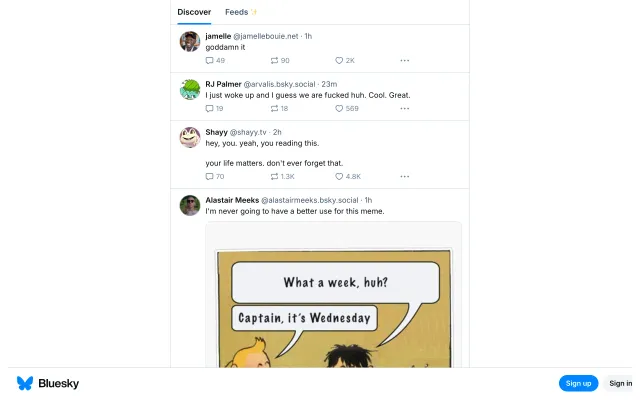 Discover
Feeds ✨
jamelle @jamellebouie.net · 1h
goddamn it
49 90 2K
RJ Palmer @arvalis.bsky.social · 23m
I just woke up and I guess we are fucked huh. Cool. Great.
19 18 569
Shayy @shayy.tv · 2h
hey, you. yeah, you reading this.
your life matters. don't ever forget that.
70 1.3K 4.8K
Alastair Meeks @alastairmeeks.bsky.social · 1h
I'm never going to have a better use for this meme.
What a week, huh?
Captain, it's Wednesday
Bluesky
Sign up
Sign in